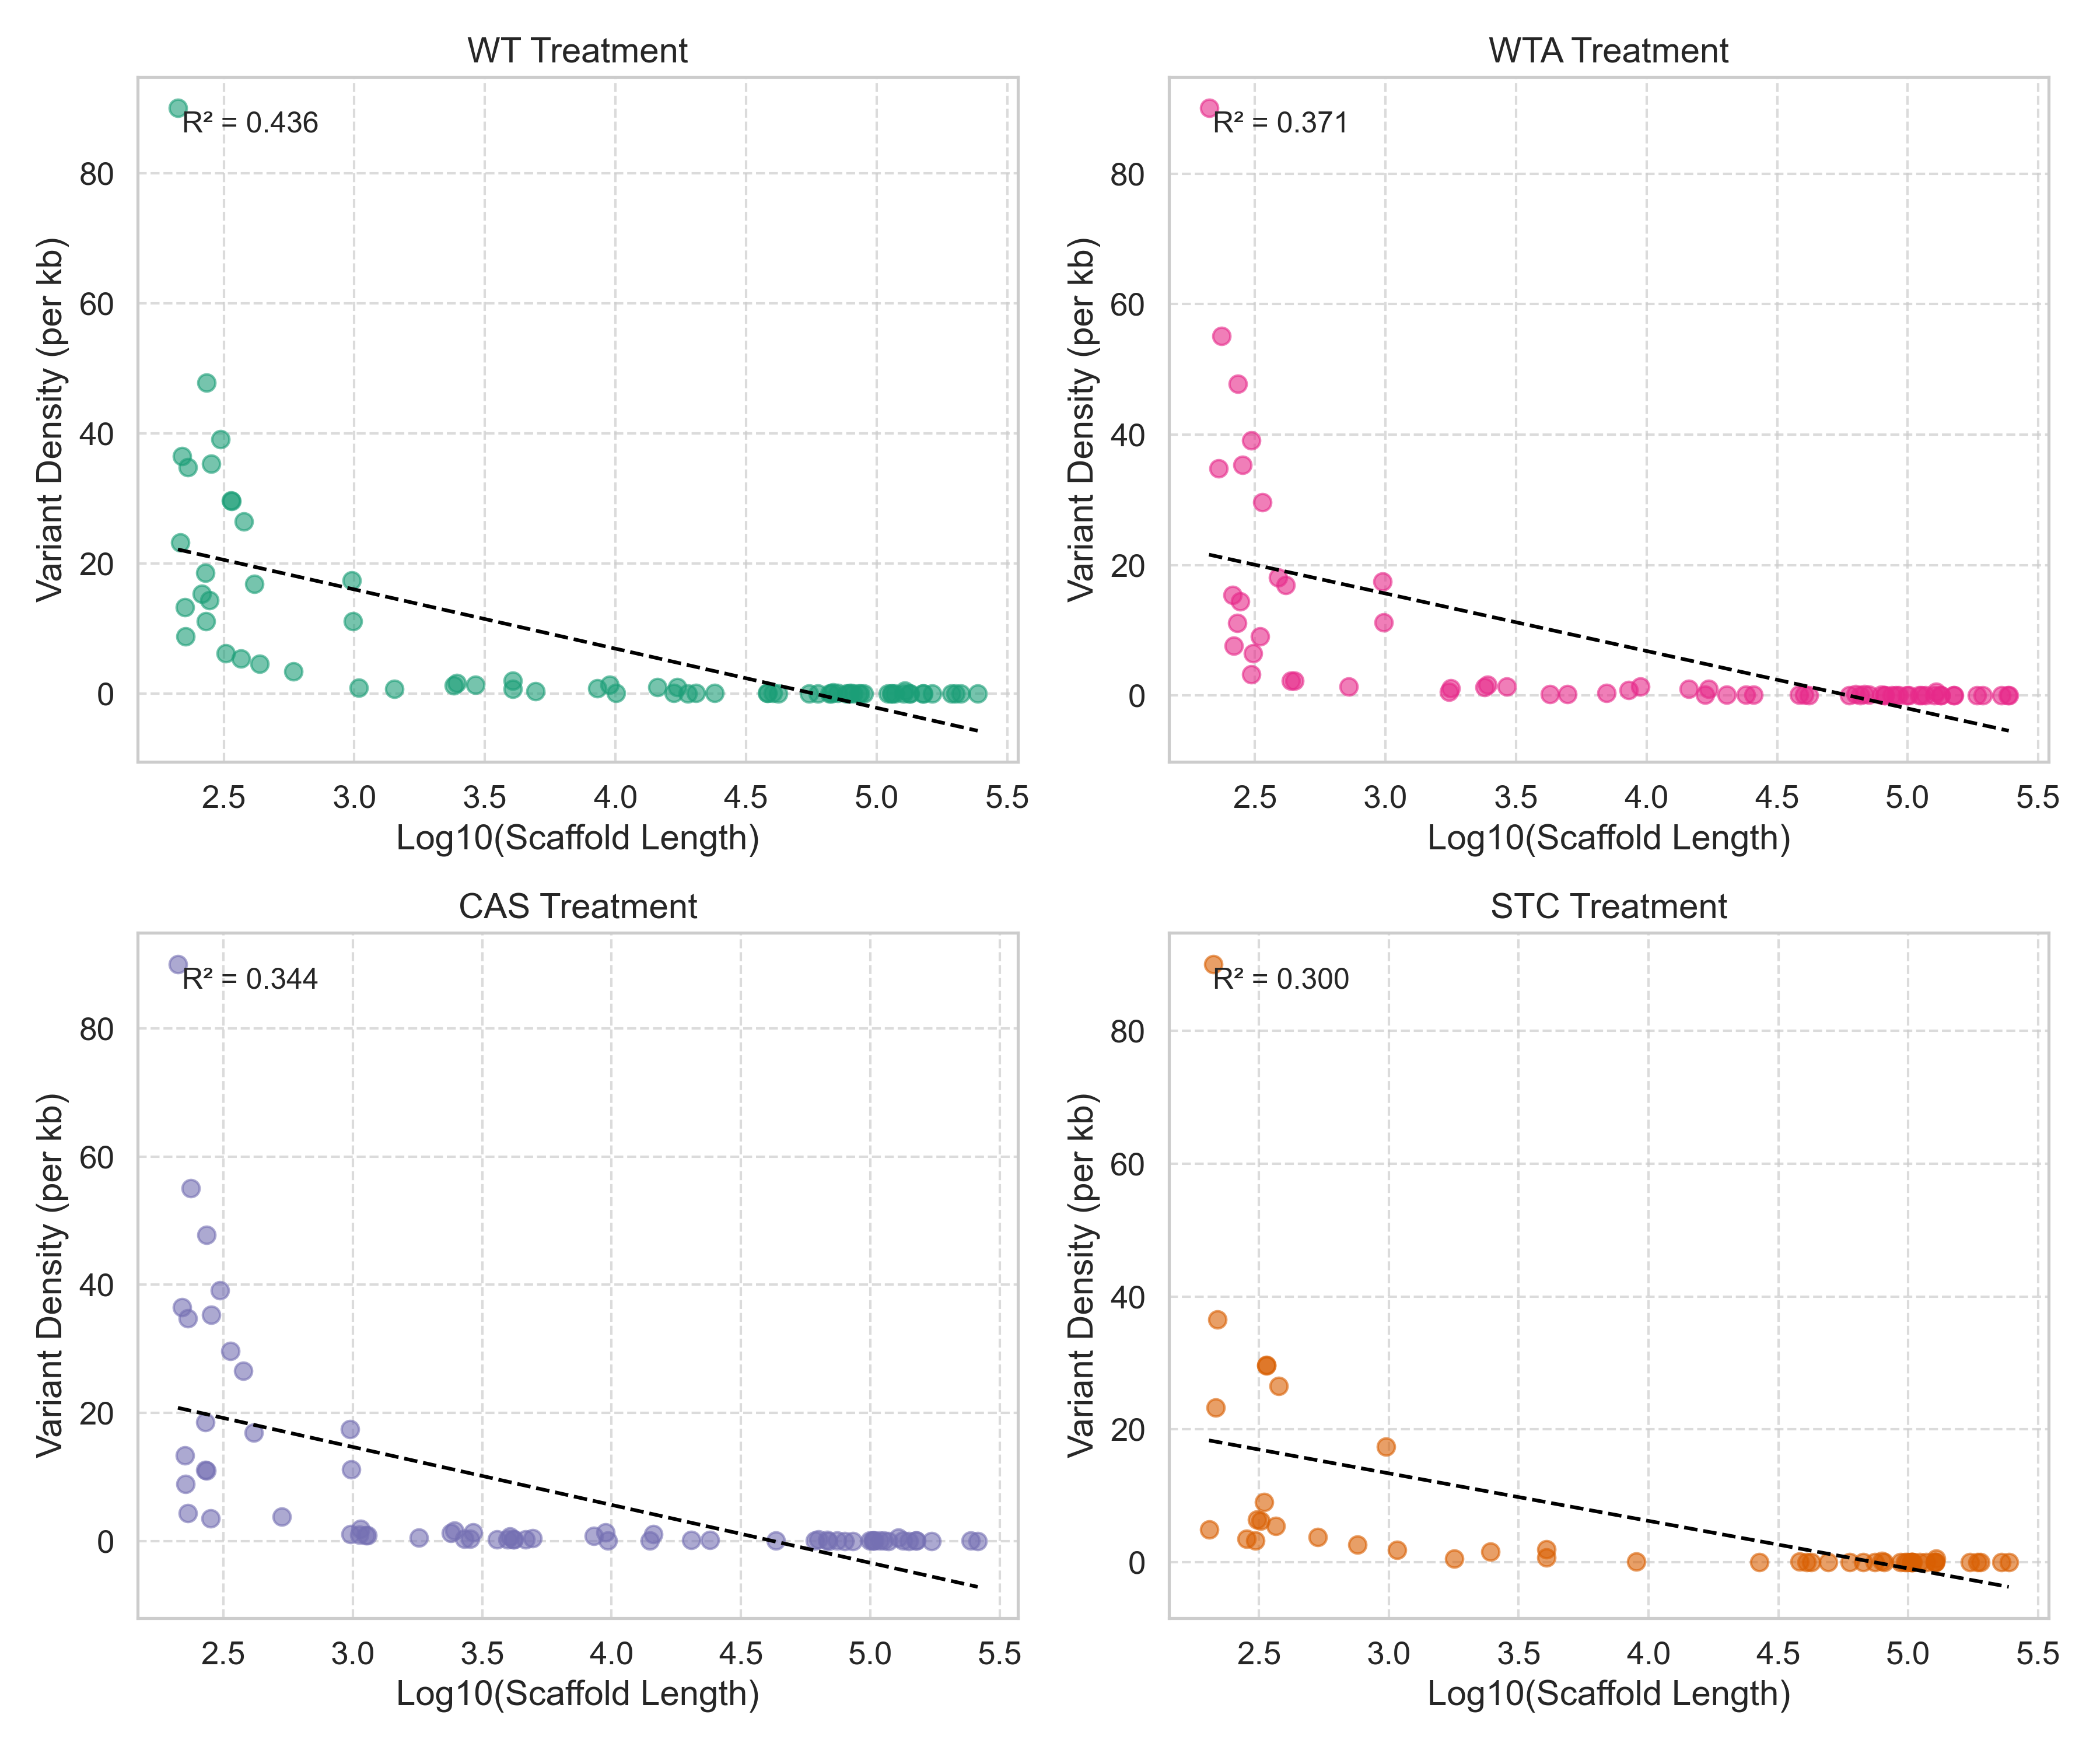 WT Treatment
R² = 0.436
Variant Density (per kb)
80
60
40
20
0
2.5 3.0 3.5 4.0 4.5 5.0 5.5
Log10(Scaffold Length)
WTA Treatment
R² = 0.371
Variant Density (per kb)
80
60
40
20
0
2.5 3.0 3.5 4.0 4.5 5.0 5.5
Log10(Scaffold Length)
CAS Treatment
R² = 0.344
Variant Density (per kb)
80
60
40
20
0
2.5 3.0 3.5 4.0 4.5 5.0 5.5
Log10(Scaffold Length)
STC Treatment
R² = 0.300
Variant Density (per kb)
80
60
40
20
0
2.5 3.0 3.5 4.0 4.5 5.0 5.5
Log10(Scaffold Length)